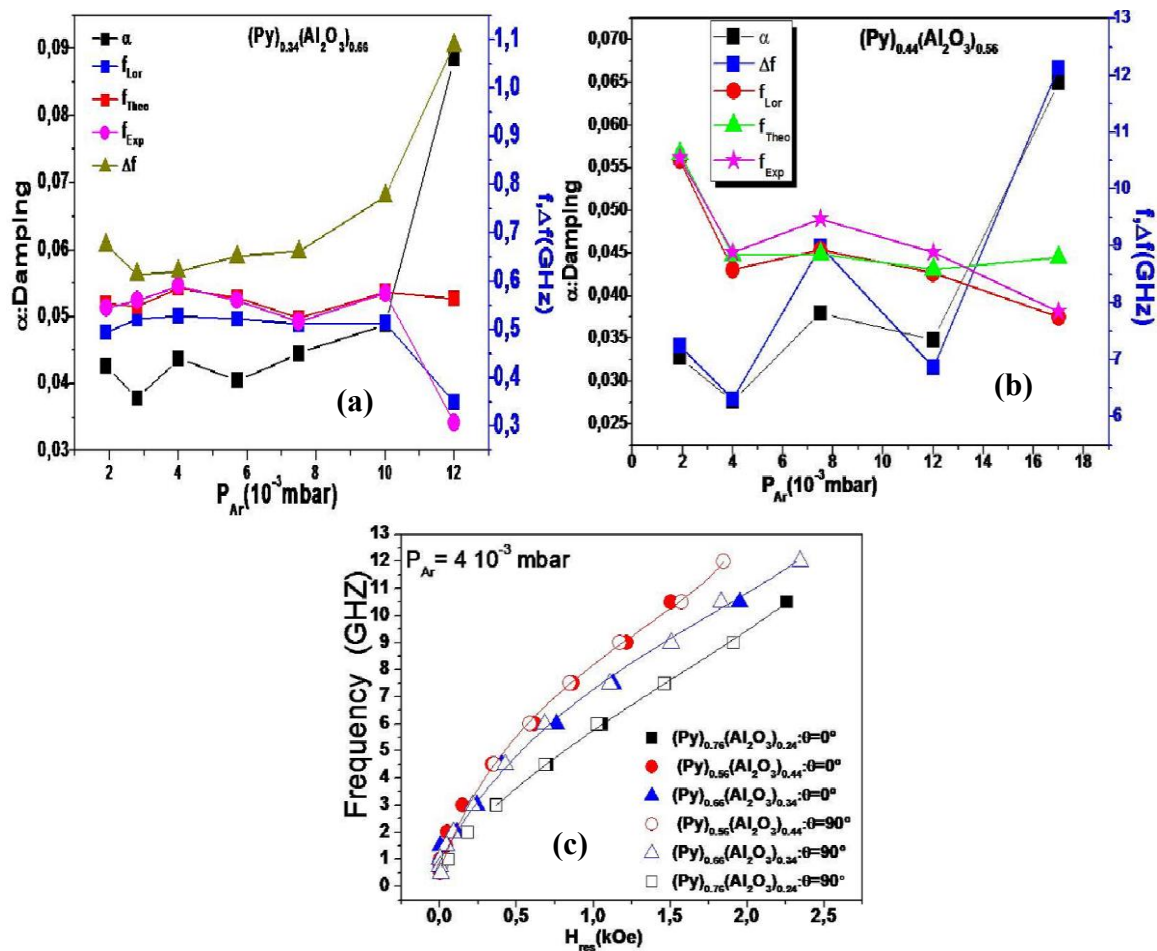 (Py)0.34(Al2O3)0.66
α
fLor
fTheo
fExp
Δf
0,09
0,08
0,07
0,06
0,05
0,04
0,03
α:Damping
1,1
1,0
0,9
0,8
0,7
0,6
0,5
0,4
0,3
f,Δf(GHz)
(a)
2 4 6 8 10 12
PAr(10-3mbar)
(Py)0.44(Al2O3)0.56
α
Δf
fLor
fTheo
fExp
0,070
0,065
0,060
0,055
0,050
0,045
0,040
0,035
0,030
0,025
α:Damping
13
12
11
10
9
8
7
6
f,Δf(GHz)
(b)
0 2 4 6 8 10 12 14 16 18
PAr(10-3mbar)
PAr= 4 10-3 mbar
13
12
11
10
9
8
7
6
5
4
3
2
1
0
Frequency (GHZ)
(Py)0.76(Al2O3)0.24:θ=0º
(Py)0.56(Al2O3)0.44:θ=0º
(Py)0.66(Al2O3)0.34:θ=0º
(Py)0.56(Al2O3)0.44:θ=90º
(Py)0.66(Al2O3)0.34:θ=90º
(Py)0.76(Al2O3)0.24:θ=90°
(c)
0,0 0,5 1,0 1,5 2,0 2,5
Hres(kOe)